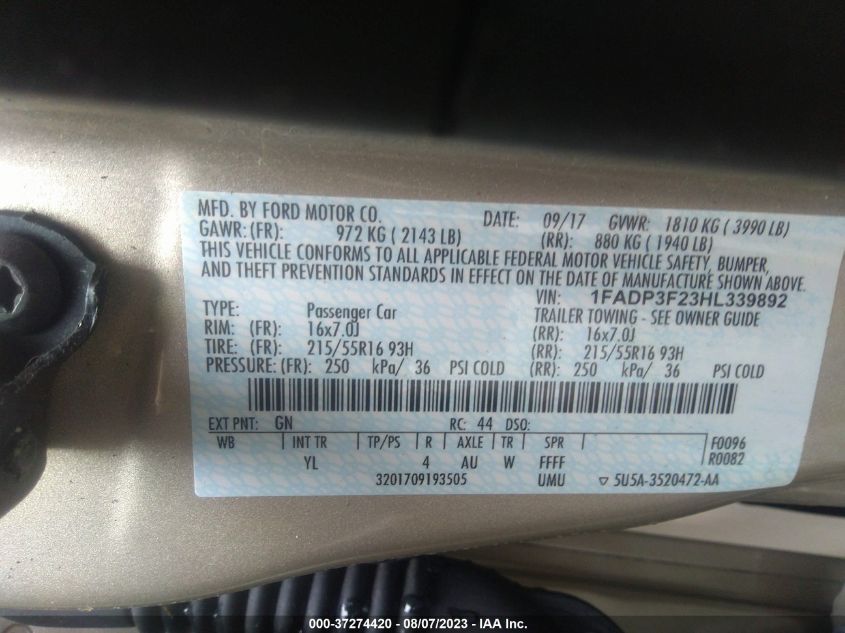 MFD. BY FORD MOTOR CO. DATE: 09/17 GVWR: 1810 KG ( 3990 LB)
GAWR:(FR): 972 KG ( 2143 LB) (RR): 880 KG ( 1940 LB)
THIS VEHICLE CONFORMS TO ALL APPLICABLE FEDERAL MOTOR VEHICLE SAFETY, BUMPER,
AND THEFT PREVENTION STANDARDS IN EFFECT ON THE DATE OF MANUFACTURE SHOWN ABOVE.
VIN: 1FADP3F23HL339892
TYPE: Passenger Car TRAILER TOWING - SEE OWNER GUIDE
RIM: (FR): 16x7.0J (RR): 16x7.0J
TIRE: (FR): 215/55R16 93H (RR): 215/55R16 93H
PRESSURE: (FR): 250 kPa/ 36 PSI COLD (RR): 250 kPa/ 36 PSI COLD
EXT PNT: GN RC: 44 DSO:
WB INT TR TP/PS R AXLE TR SPR F0096
YL 4 AU W FFFF R0082
3201709193505 UMU ▽ 5U5A-3520472-AA
000-37274420 - 08/07/2023 - IAA Inc.